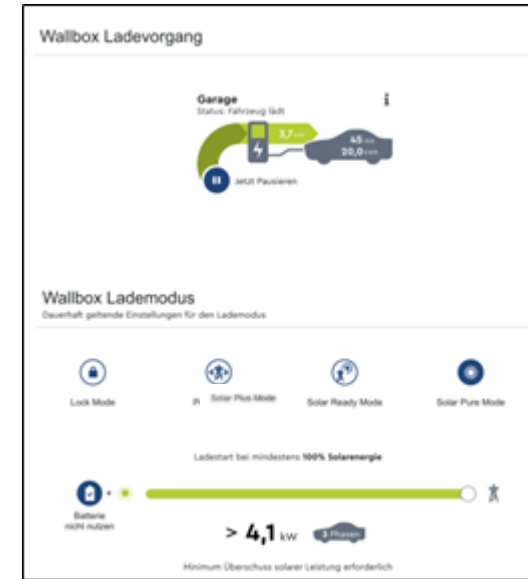 Wallbox Ladevorgang
Garage
Status: Fahrzeug lädt
i
3,7 kW
45 min
20,0 kWh
Jetzt Pausieren
Wallbox Lademodus
Dauerhaft geltende Einstellungen für den Lademodus
Lock Mode
Solar Plus Mode
Solar Ready Mode
Solar Pure Mode
Ladestart bei mindestens 100% Solarenergie
Batterie
nicht nutzen
> 4,1 kW
3 Phasen
Minimum Überschuss solarer Leistung erforderlich